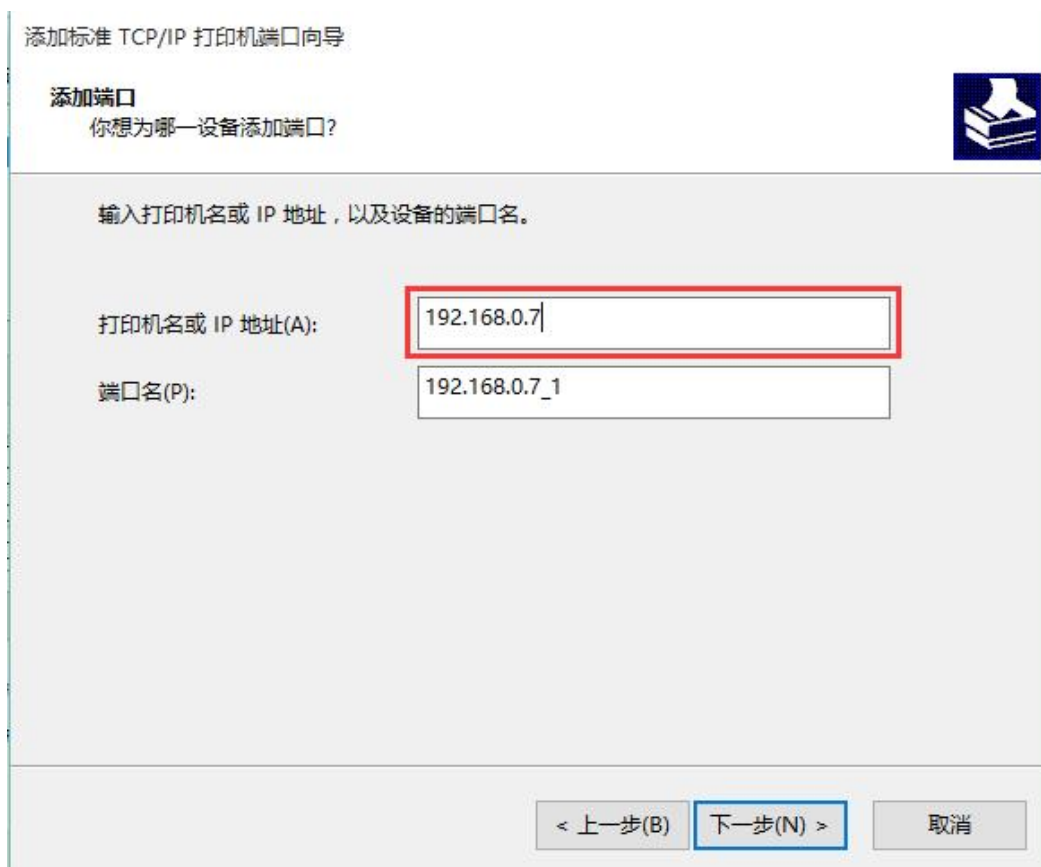 添加标准 TCP/IP 打印机端口向导
添加端口
你想为哪一设备添加端口?
输入打印机名或 IP 地址，以及设备的端口名。
打印机名或 IP 地址(A):
192.168.0.7
端口名(P):
192.168.0.7_1
< 上一步(B)
下一步(N) >
取消